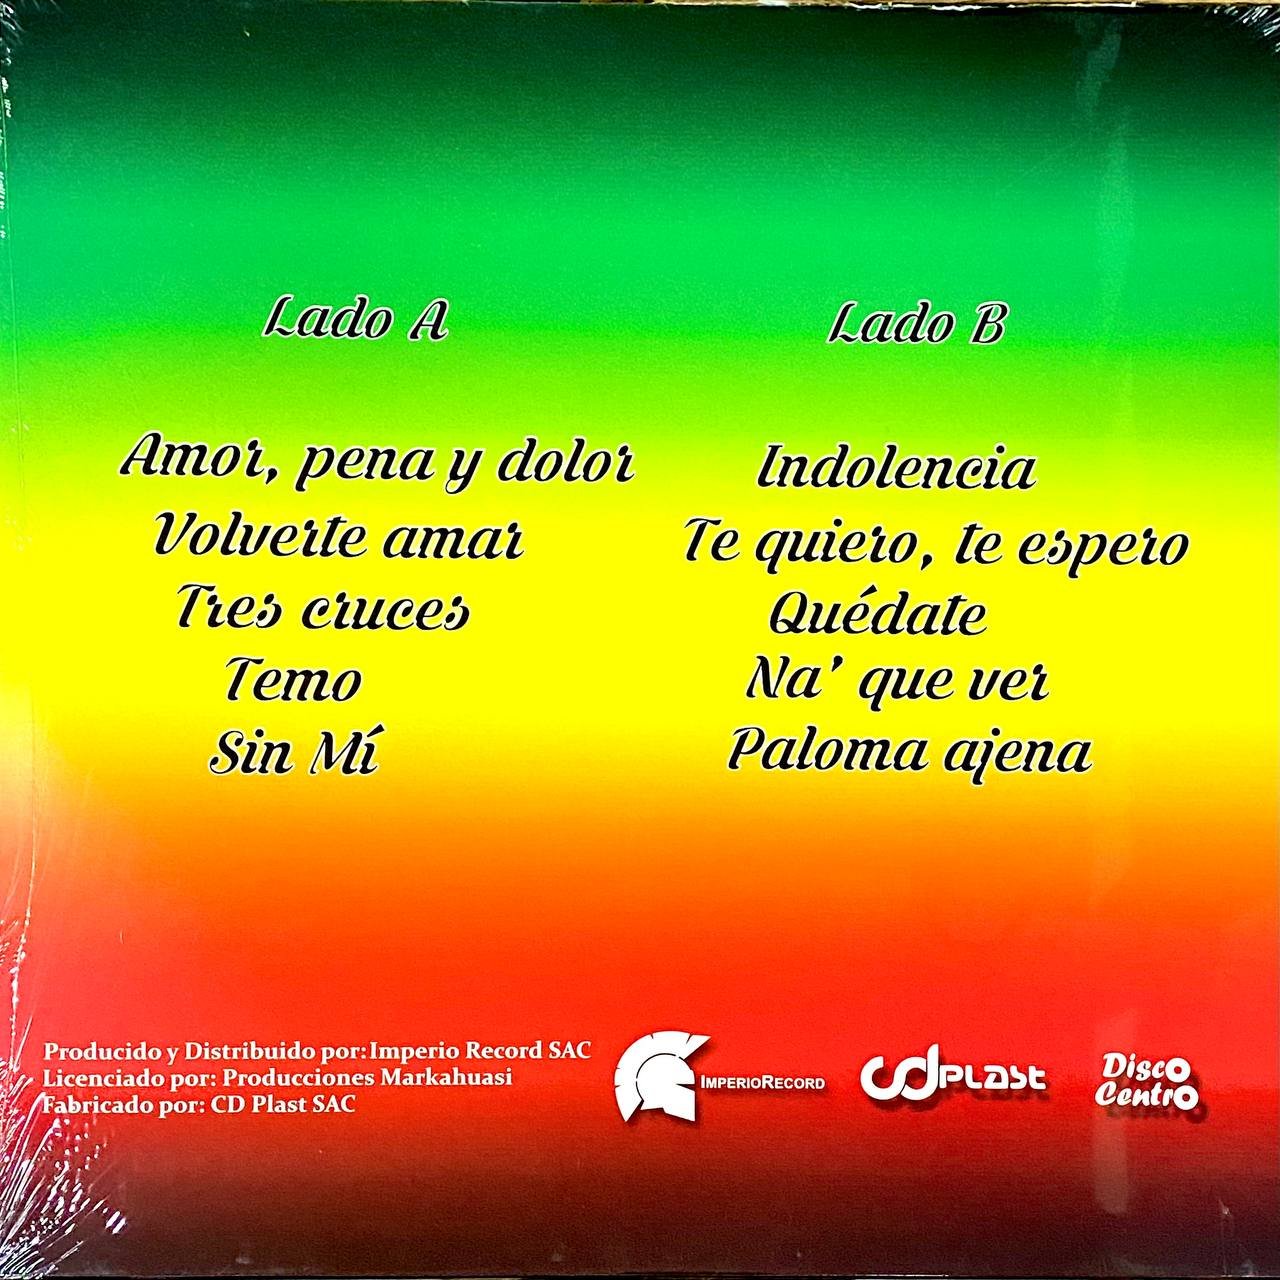 Lado A
Amor, pena y dolor
Volverte amar
Tres cruces
Temo
Sin Mí
Lado B
Indolencia
Te quiero, te espero
Quédate
Na' que ver
Paloma ajena
Producido y Distribuido por: Imperio Record SAC
Licenciado por: Producciones Markahuasi
Fabricado por: CD Plast SAC
IMPERIORECORD
cdPLAST
Disco
Centro